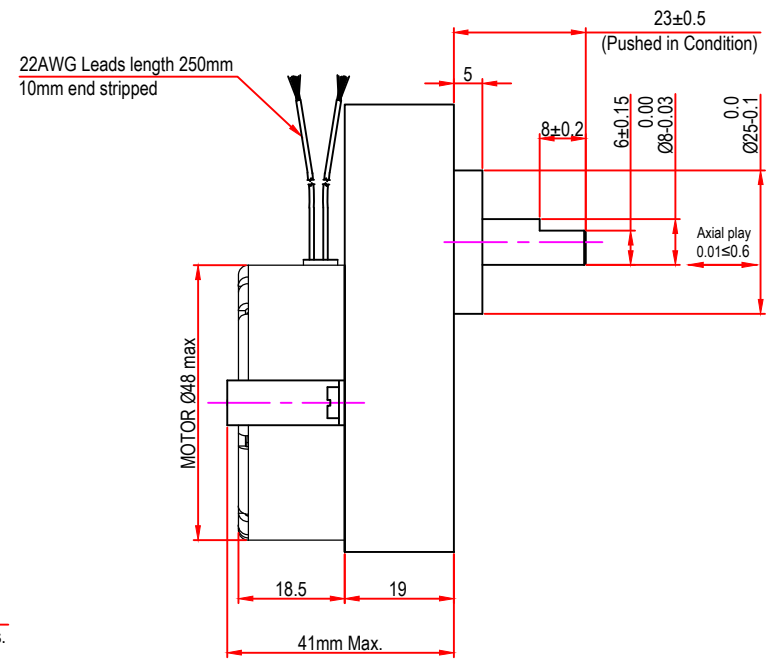 23±0.5
(Pushed in Condition)
22AWG Leads length 250mm
10mm end stripped
5
8±0.2
6±0.15
0.00
Ø8-0.03
0.0
Ø25-0.1
Axial play
0.01≤0.6
MOTOR Ø48 max
18.5
19
41mm Max.